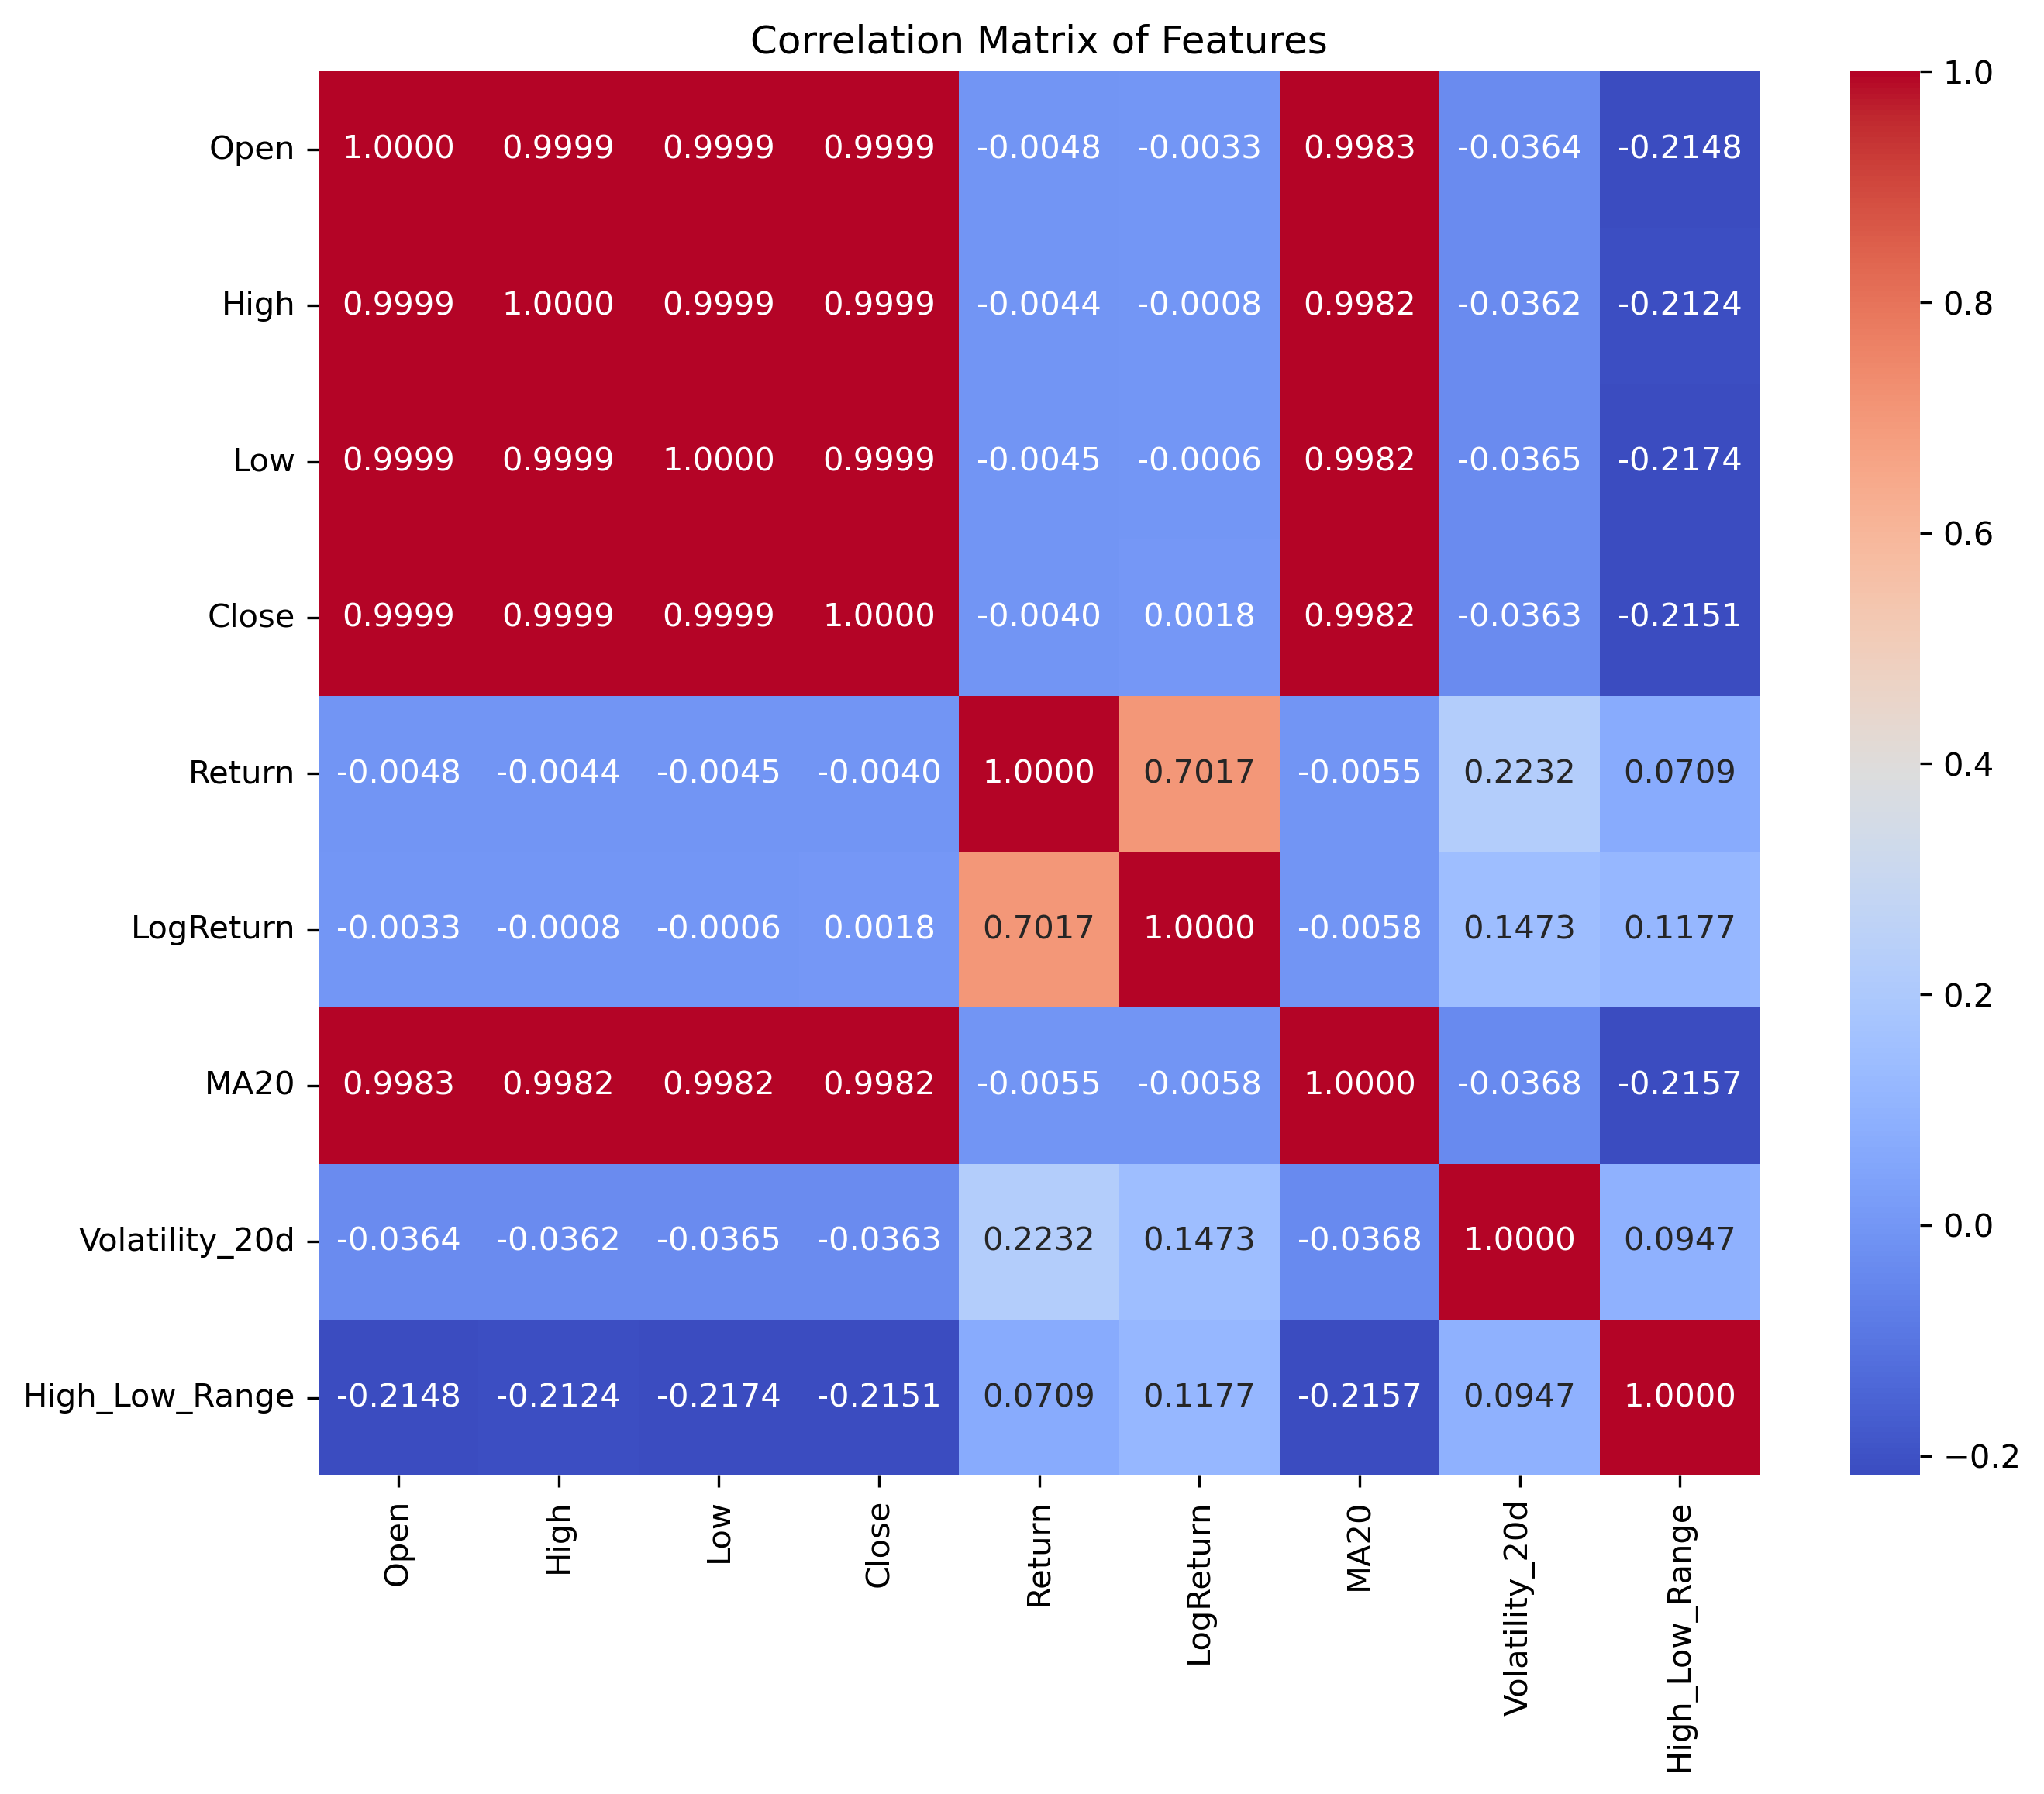 Correlation Matrix of Features
Open 1.0000 0.9999 0.9999 0.9999 -0.0048 -0.0033 0.9983 -0.0364 -0.2148
High 0.9999 1.0000 0.9999 0.9999 -0.0044 -0.0008 0.9982 -0.0362 -0.2124
Low 0.9999 0.9999 1.0000 0.9999 -0.0045 -0.0006 0.9982 -0.0365 -0.2174
Close 0.9999 0.9999 0.9999 1.0000 -0.0040 0.0018 0.9982 -0.0363 -0.2151
Return -0.0048 -0.0044 -0.0045 -0.0040 1.0000 0.7017 -0.0055 0.2232 0.0709
LogReturn -0.0033 -0.0008 -0.0006 0.0018 0.7017 1.0000 -0.0058 0.1473 0.1177
MA20 0.9983 0.9982 0.9982 0.9982 -0.0055 -0.0058 1.0000 -0.0368 -0.2157
Volatility_20d -0.0364 -0.0362 -0.0365 -0.0363 0.2232 0.1473 -0.0368 1.0000 0.0947
High_Low_Range -0.2148 -0.2124 -0.2174 -0.2151 0.0709 0.1177 -0.2157 0.0947 1.0000
Open High Low Close Return LogReturn MA20 Volatility_20d High_Low_Range
1.0
0.8
0.6
0.4
0.2
0.0
−0.2